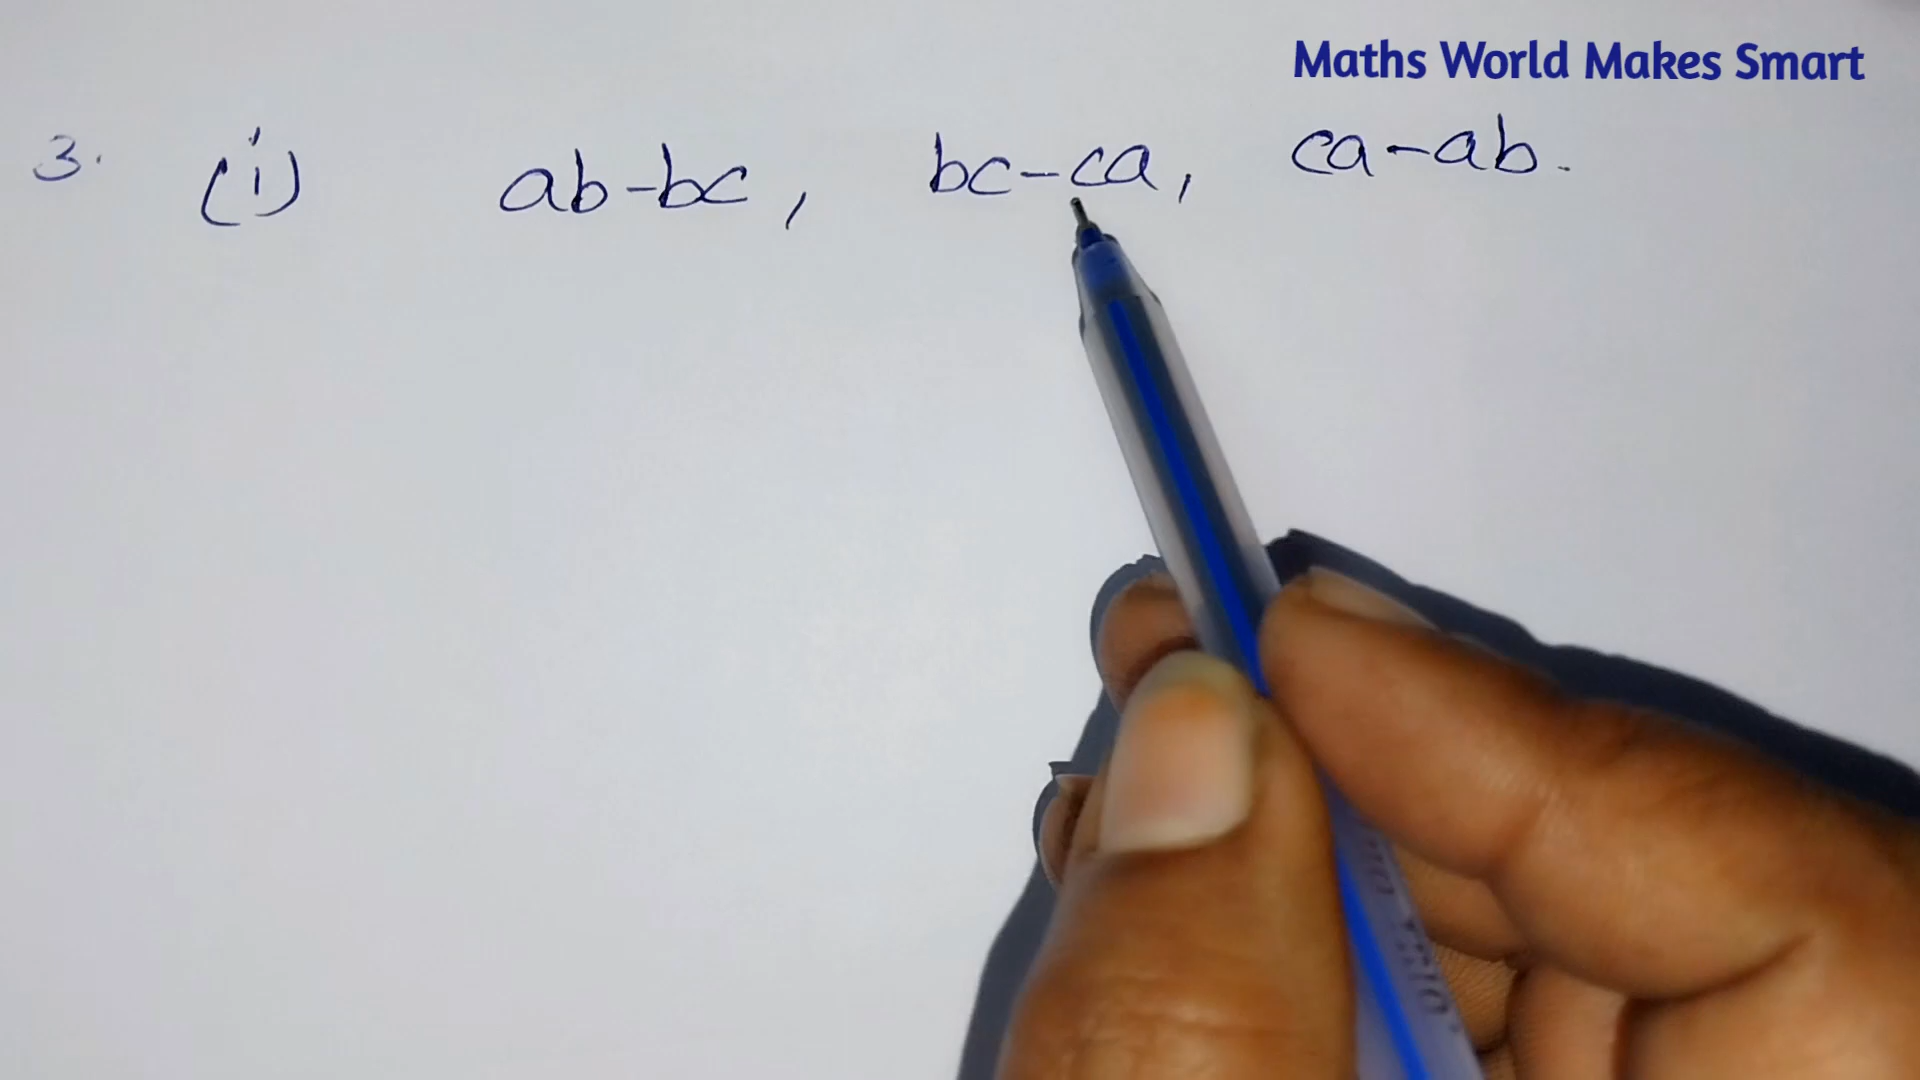 Maths World Makes Smart
3. (i) ab-bc, bc-ca, ca-ab.